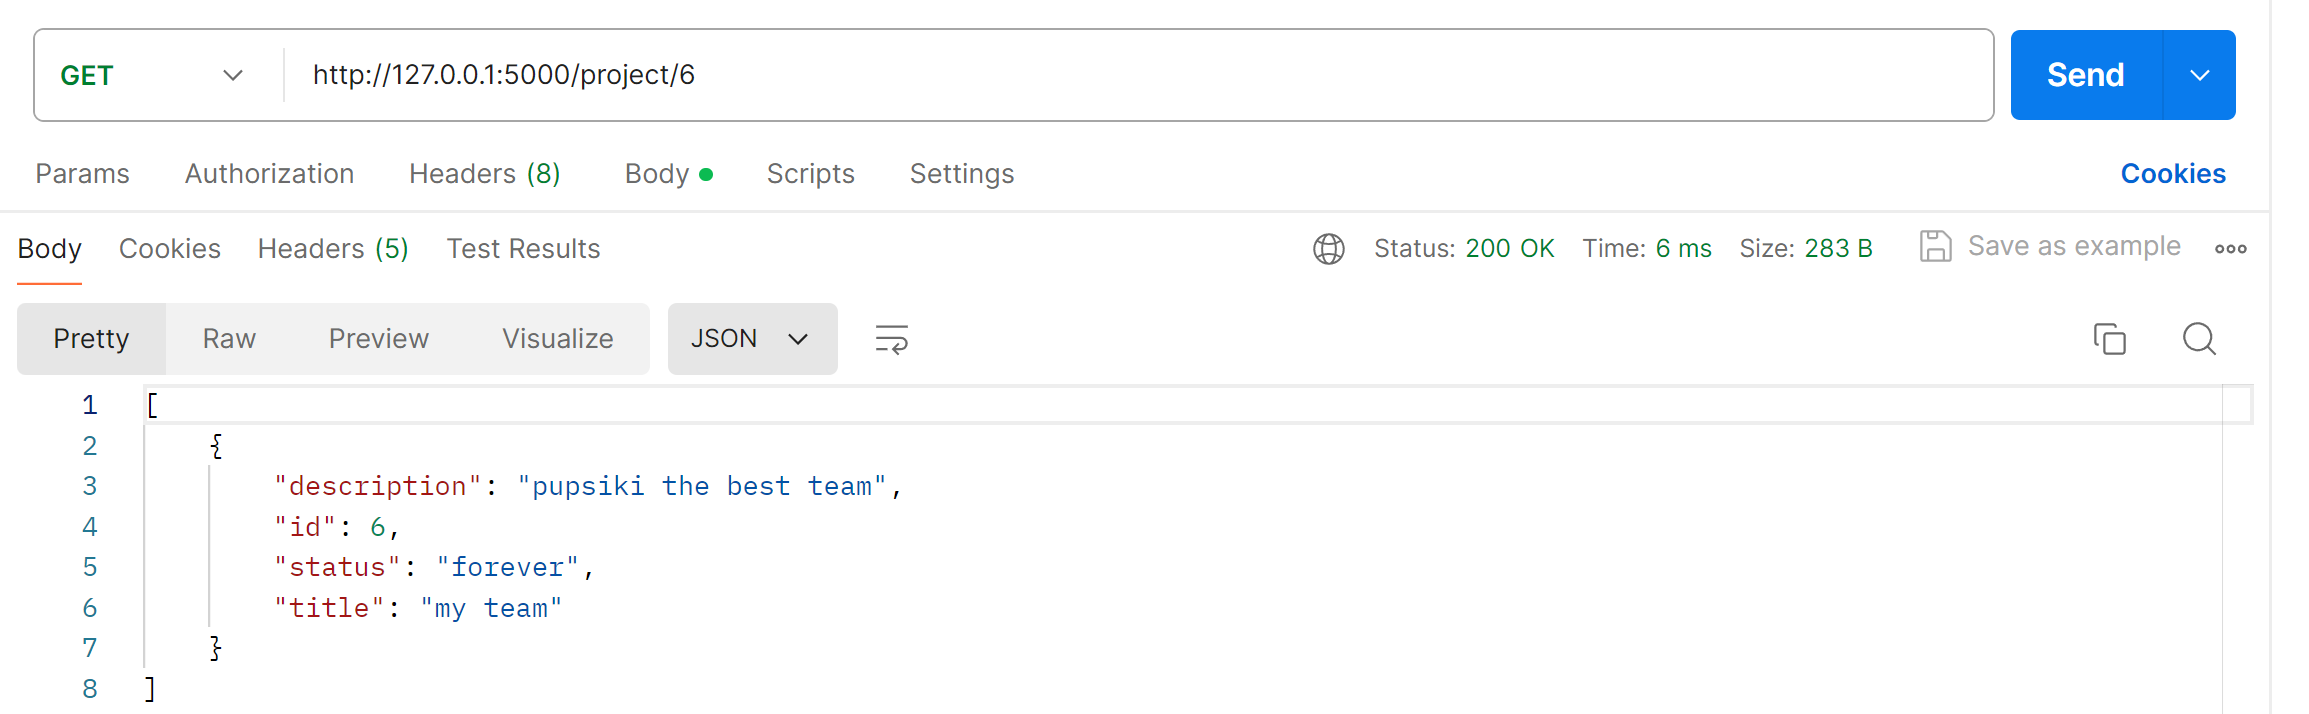 GET http://127.0.0.1:5000/project/6 Send
Params Authorization Headers (8) Body Scripts Settings Cookies
Body Cookies Headers (5) Test Results Status: 200 OK Time: 6 ms Size: 283 B Save as example
Pretty Raw Preview Visualize JSON
1 [
2 {
3 "description": "pupsiki the best team",
4 "id": 6,
5 "status": "forever",
6 "title": "my team"
7 }
8 ]